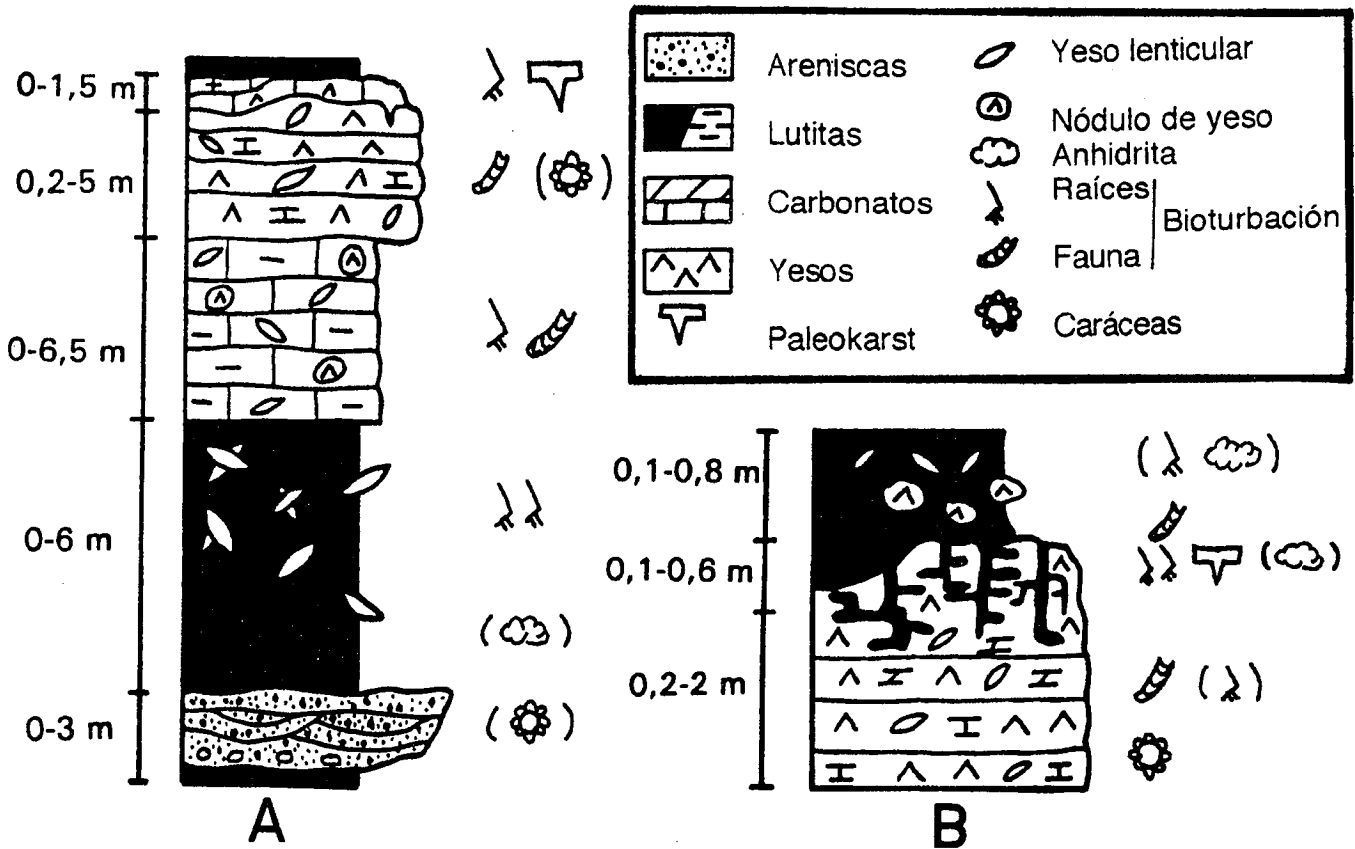 0-1,5 m
0,2-5 m
0-6,5 m
0-6 m
0-3 m
A
Areniscas
Lutitas
Carbonatos
Yesos
Paleokarst
Yeso lenticular
Nódulo de yeso
Anhidrita
Raíces
Fauna
Bioturbación
Caráceas
0,1-0,8 m
0,1-0,6 m
0,2-2 m
B